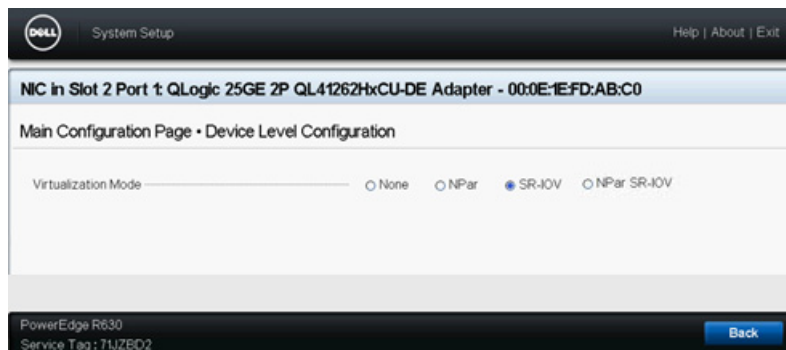 DELL
System Setup
Help | About | Exit
NIC in Slot 2 Port 1: QLogic 25GE 2P QL41262HxCU-DE Adapter - 00:0E:1E:FD:AB:C0
Main Configuration Page • Device Level Configuration
Virtualization Mode None NPar SR-IOV NPar SR-IOV
PowerEdge R630
Service Tag : 71JZBD2
Back